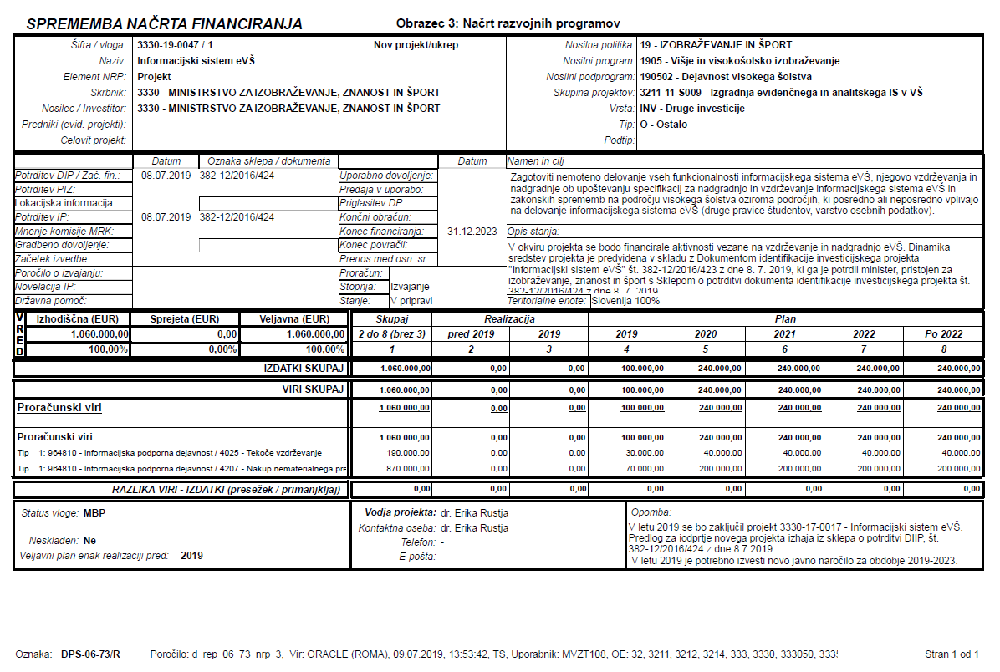 SPREMEMBA NAČRTA FINANCIRANJA
Obrazec 3: Načrt razvojnih programov
Šifra / vloga: 3330-19-0047 / 1 Nov projekt/ukrep
Naziv: Informacijski sistem eVŠ
Element NRP: Projekt
Skrbnik: 3330 - MINISTRSTVO ZA IZOBRAŽEVANJE, ZNANOST IN ŠPORT
Nosilec / Investitor: 3330 - MINISTRSTVO ZA IZOBRAŽEVANJE, ZNANOST IN ŠPORT
Predniki (evid. projekti):
Celovit projekt:
Nosilna politika: 19 - IZOBRAŽEVANJE IN ŠPORT
Nosilni program: 1905 - Višje in visokošolsko izobraževanje
Nosilni podprogram: 190502 - Dejavnost visokega šolstva
Skupina projektov: 3211-11-S009 - Izgradnja evidenčnega in analitskega IS v VŠ
Vrsta: INV - Druge investicije
Tip: O - Ostalo
Podtip:
Datum Oznaka sklepa / dokumenta
Potrditev DIP / Zač. fin.: 08.07.2019 382-12/2016/424
Potrditev PIZ:
Lokacijska informacija:
Potrditev IP: 08.07.2019 382-12/2016/424
Mnenje komisije MRK:
Gradbeno dovoljenje:
Začetek izvedbe:
Poročilo o izvajanju:
Novelacija IP:
Državna pomoč:
Datum
Uporabno dovoljenje:
Predaja v uporabo:
Priglasitev DP:
Končni obračun:
Konec financiranja: 31.12.2023
Konec povračil:
Prenos med osn. sr.:
Proračun:
Stopnja: Izvajanje
Stanje: V pripravi
Namen in cilj
Zagotoviti nemoteno delovanje vseh funkcionalnosti informacijskega sistema eVŠ, njegovo vzdrževanja in
nadgradnje ob upoštevanju specifikacij za nadgradnjo in vzdrževanje informacijskega sistema eVŠ in
zakonskih sprememb na področju visokega šolstva oziroma področjih, ki posredno ali neposredno vplivajo
na delovanje informacijskega sistema eVŠ (druge pravice študentov, varstvo osebnih podatkov).
Opis stanja:
V okviru projekta se bodo financirale aktivnosti vezane na vzdrževanje in nadgradnjo eVŠ. Dinamika
sredstev projekta je predvidena v skladu z Dokumentom identifikacije investicijskega projekta
"Informacijski sistem eVŠ" št. 382-12/2016/423 z dne 8. 7. 2019, ki ga je potrdil minister, pristojen za
izobraževanje, znanost in šport s Sklepom o potrditvi dokumenta identifikacije investicijskega projekta št.
382-12/2016/424 z dne 8. 7. 2019
Teritorialne enote: Slovenija 100%
VRED
Izhodiščna (EUR) Sprejeta (EUR) Veljavna (EUR)
1.060.000,00 0,00 1.060.000,00
100,00% 0,00% 100,00%
Skupaj Realizacija Plan
2 do 8 (brez 3) pred 2019 2019 2019 2020 2021 2022 Po 2022
1 2 3 4 5 6 7 8
IZDATKI SKUPAJ 1.060.000,00 0,00 0,00 100.000,00 240.000,00 240.000,00 240.000,00 240.000,00
VIRI SKUPAJ 1.060.000,00 0,00 0,00 100.000,00 240.000,00 240.000,00 240.000,00 240.000,00
Proračunski viri 1.060.000,00 0,00 0,00 100.000,00 240.000,00 240.000,00 240.000,00 240.000,00
Proračunski viri 1.060.000,00 0,00 0,00 100.000,00 240.000,00 240.000,00 240.000,00 240.000,00
Tip 1: 964810 - Informacijska podporna dejavnost / 4025 - Tekoče vzdrževanje 190.000,00 0,00 0,00 30.000,00 40.000,00 40.000,00 40.000,00 40.000,00
Tip 1: 964810 - Informacijska podporna dejavnost / 4207 - Nakup nematerialnega pre 870.000,00 0,00 0,00 70.000,00 200.000,00 200.000,00 200.000,00 200.000,00
RAZLIKA VIRI - IZDATKI (presežek / primanjkljaj) 0,00 0,00 0,00 0,00 0,00 0,00 0,00 0,00
Status vloge: MBP
Neskladen: Ne
Veljavni plan enak realizaciji pred: 2019
Vodja projekta: dr. Erika Rustja
Kontaktna oseba: dr. Erika Rustja
Telefon: -
E-pošta: -
Opomba:
V letu 2019 se bo zaključil projekt 3330-17-0017 - Informacijski sistem eVŠ.
Predlog za iodprtje novega projekta izhaja iz sklepa o potrditvi DIIP, št.
382-12/2016/424 z dne 8.7.2019.
V letu 2019 je potrebno izvesti novo javno naročilo za obdobje 2019-2023.
Oznaka: DPS-06-73/R Poročilo: d_rep_06_73_nrp_3, Vir: ORACLE (ROMA), 09.07.2019, 13:53:42, TS, Uporabnik: MVZT108, OE: 32, 3211, 3212, 3214, 333, 3330, 333050, 3335 Stran 1 od 1